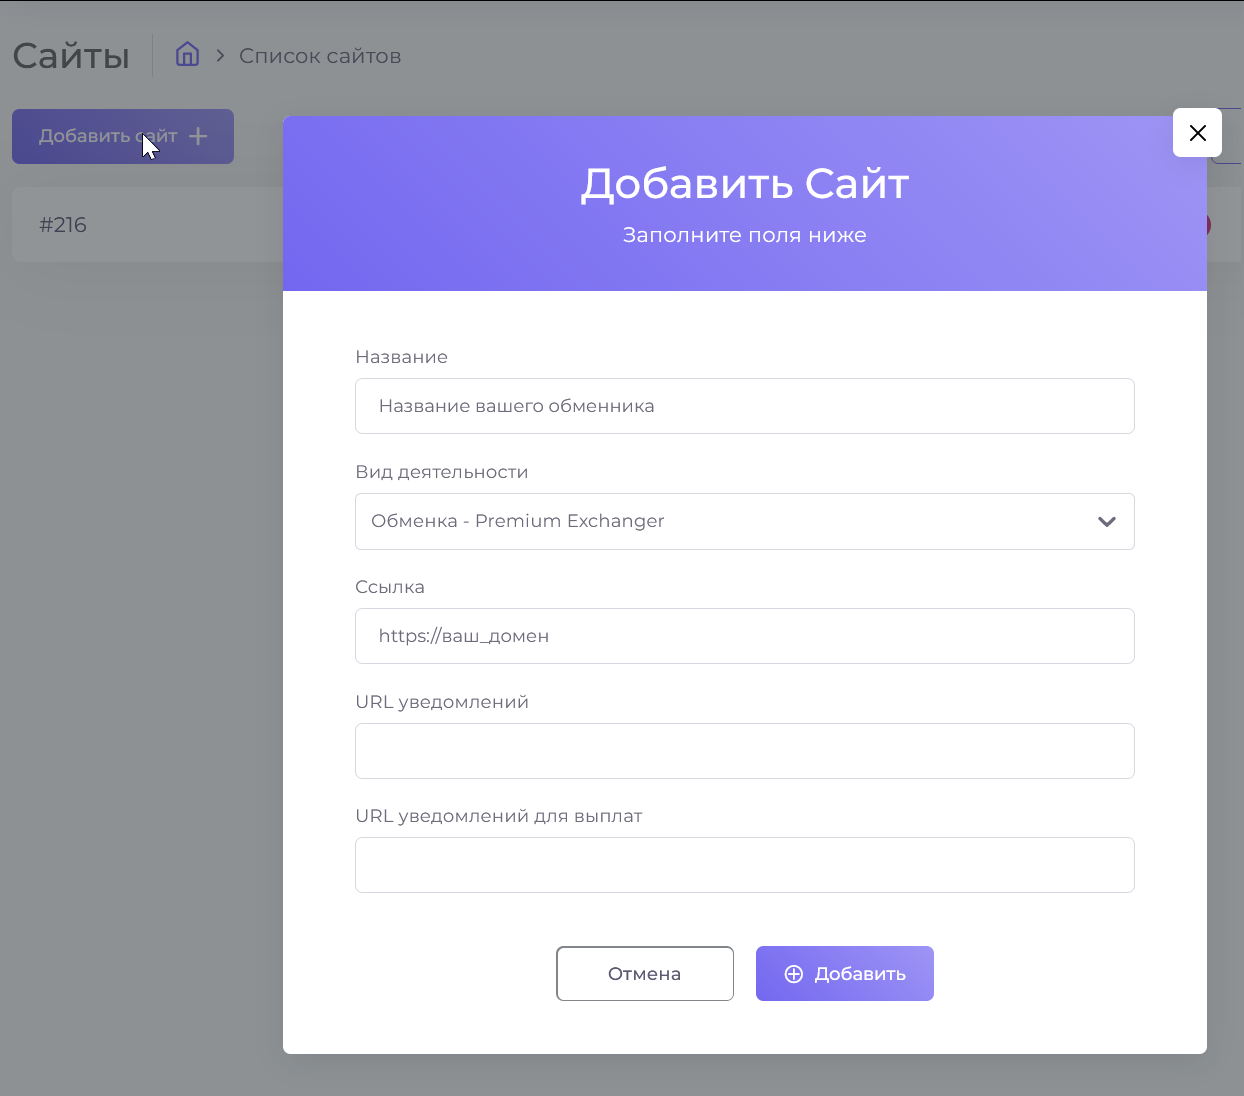 Сайты
Список сайтов
Добавить сайт
#216
Добавить Сайт
Заполните поля ниже
Название
Название вашего обменника
Вид деятельности
Обменка - Premium Exchanger
Ссылка
https://ваш_домен
URL уведомлений
URL уведомлений для выплат
Отмена
Добавить